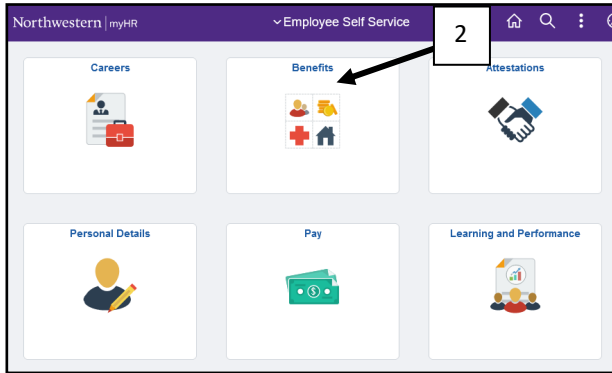 Northwestern | myHR
Employee Self Service
2
Careers
Benefits
Attestations
Personal Details
Pay
Learning and Performance